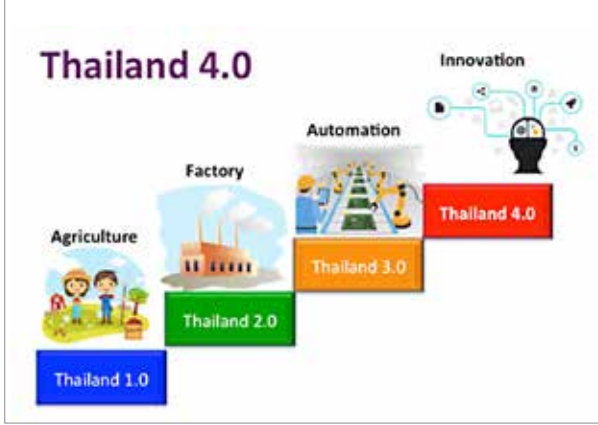 Thailand 4.0
Innovation
Automation
Factory
Agriculture
Thailand 4.0
Thailand 3.0
Thailand 2.0
Thailand 1.0